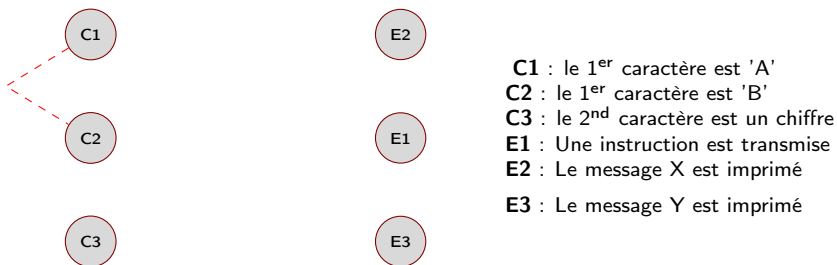 C1 E2
C2 E1
C3 E3
C1 : le 1er caractère est 'A'
C2 : le 1er caractère est 'B'
C3 : le 2nd caractère est un chiffre
E1 : Une instruction est transmise
E2 : Le message X est imprimé
E3 : Le message Y est imprimé